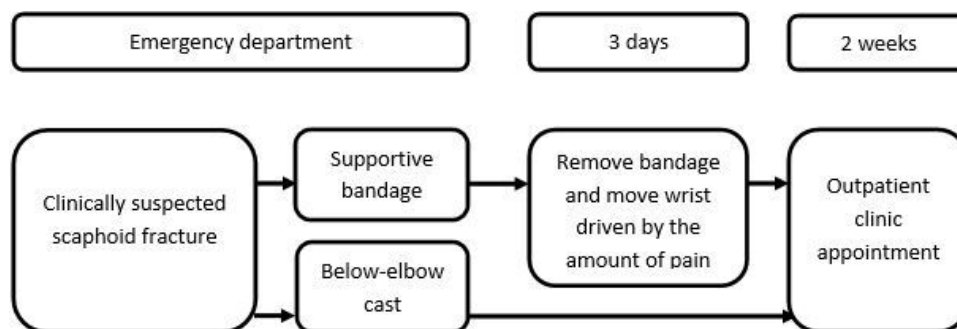 Emergency department
3 days
2 weeks
Clinically suspected
scaphoid fracture
Supportive
bandage
Below-elbow
cast
Remove bandage
and move wrist
driven by the
amount of pain
Outpatient
clinic
appointment